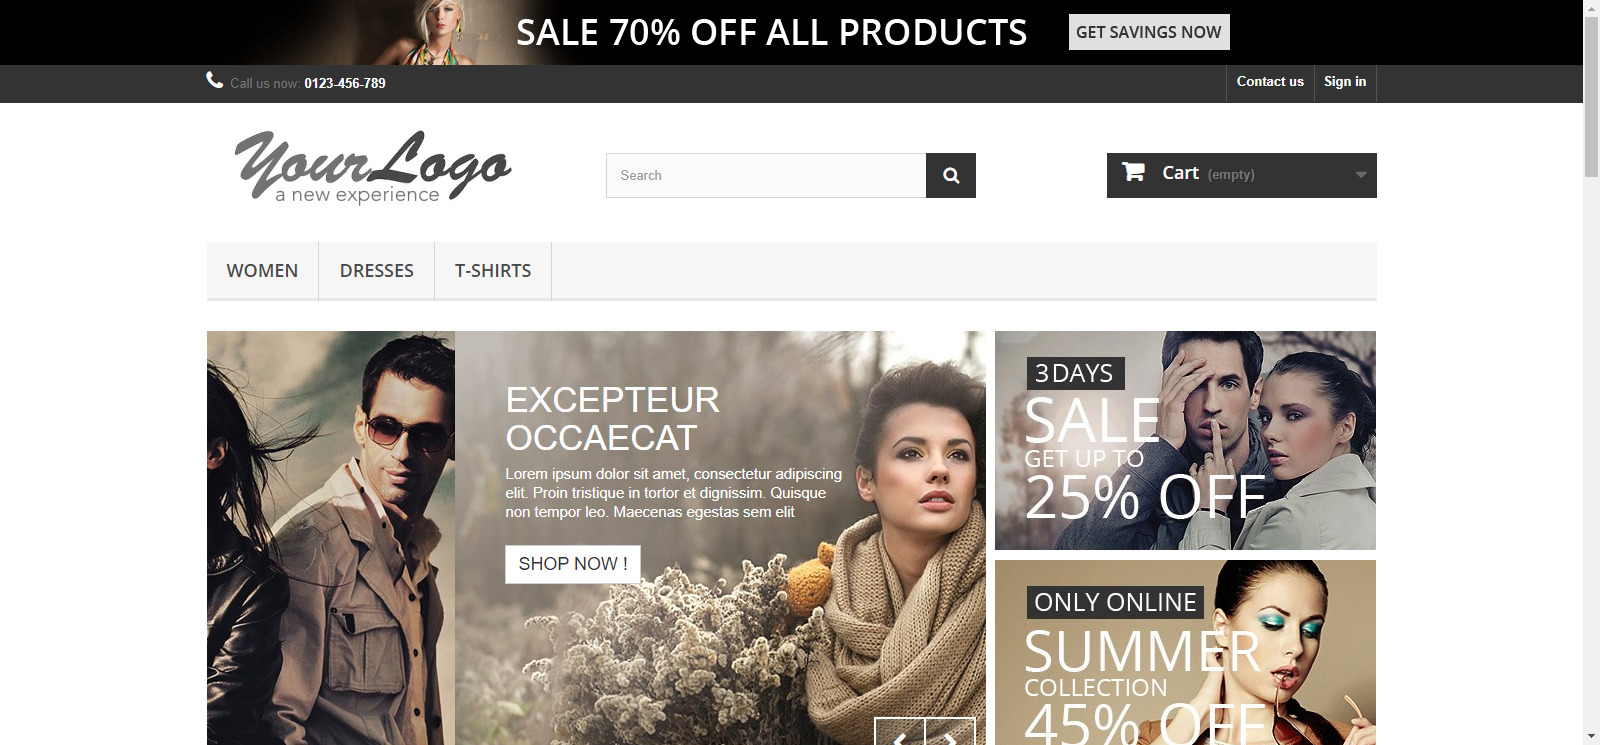 SALE 70% OFF ALL PRODUCTS
GET SAVINGS NOW
Call us now: 0123-456-789
Contact us
Sign in
YourLogo
a new experience
Search
Cart (empty)
WOMEN
DRESSES
T-SHIRTS
EXCEPTEUR
OCCAECAT
Lorem ipsum dolor sit amet, consectetur adipiscing
elit. Proin tristique in tortor et dignissim. Quisque
non tempor leo. Maecenas egestas sem elit
SHOP NOW !
3 DAYS
SALE
GET UP TO
25% OFF
ONLY ONLINE
SUMMER
COLLECTION
45% OFF